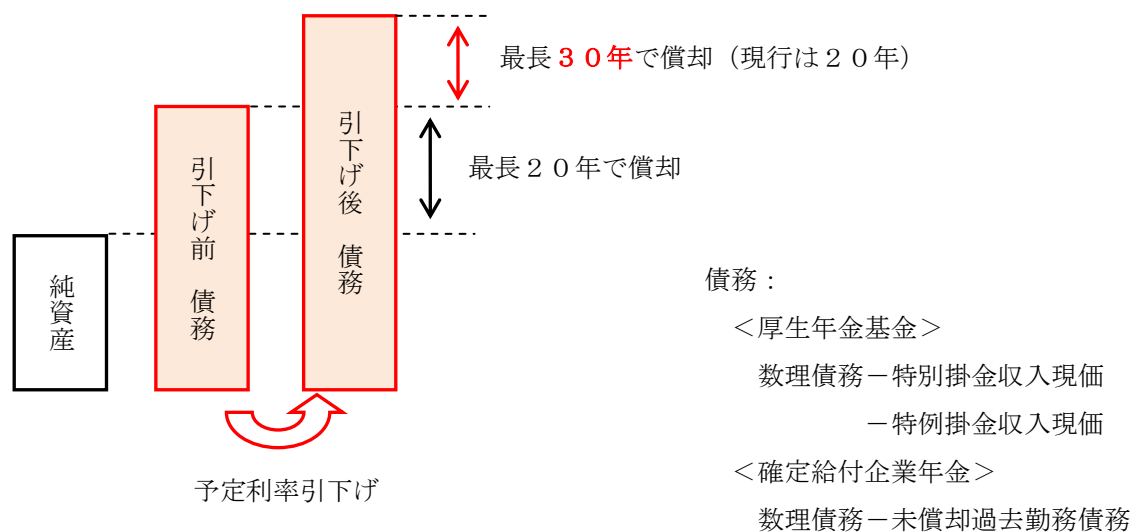 最長３０年で償却（現行は２０年）
最長２０年で償却
純資産
引下げ前　債務
引下げ後　債務
予定利率引下げ
債務：
＜厚生年金基金＞
数理債務－特別掛金収入現価
－特例掛金収入現価
＜確定給付企業年金＞
数理債務－未償却過去勤務債務